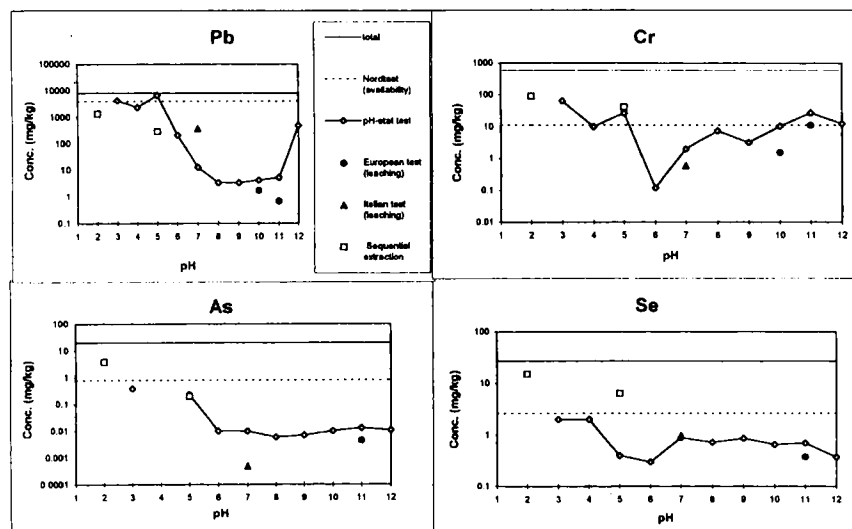 Pb
Conc. (mg/kg)
100000
10000
1000
100
10
1
0.1
1 2 3 4 5 6 7 8 9 10 11 12
pH
total
Nordtest
(availability)
pH-stat test
European test
(leaching)
Italian test
(leaching)
Sequential
extraction
Cr
Conc. (mg/kg)
1000
100
10
1
0.1
0.01
1 2 3 4 5 6 7 8 9 10 11 12
pH
As
Conc. (mg/kg)
100
10
1
0.1
0.01
0.001
0.0001
1 2 3 4 5 6 7 8 9 10 11 12
pH
Se
Conc. (mg/kg)
100
10
1
0.1
1 2 3 4 5 6 7 8 9 10 11 12
pH